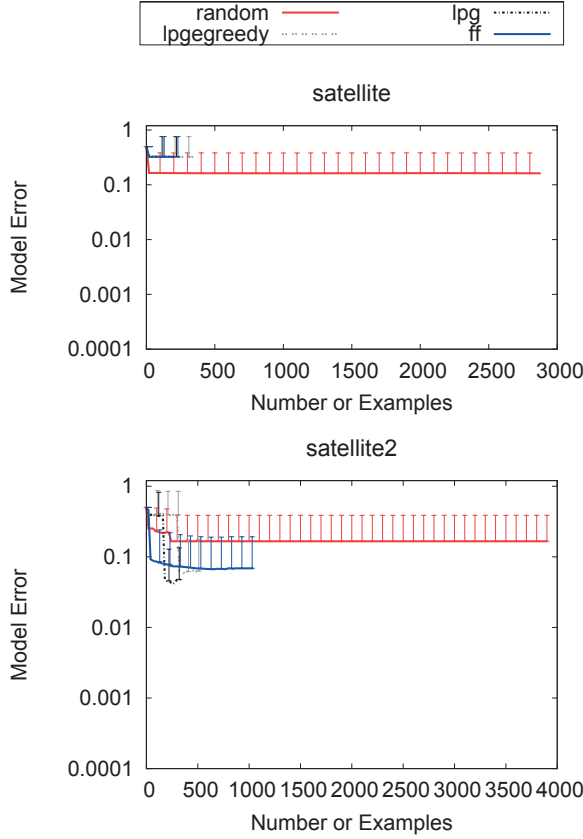 random lpg
lpgegreedy ff
satellite
1
0.1
0.01
0.001
0.0001
Model Error
0 500 1000 1500 2000 2500 3000
Number or Examples
satellite2
1
0.1
0.01
0.001
0.0001
Model Error
0 500 1000 1500 2000 2500 3000 3500 4000
Number or Examples